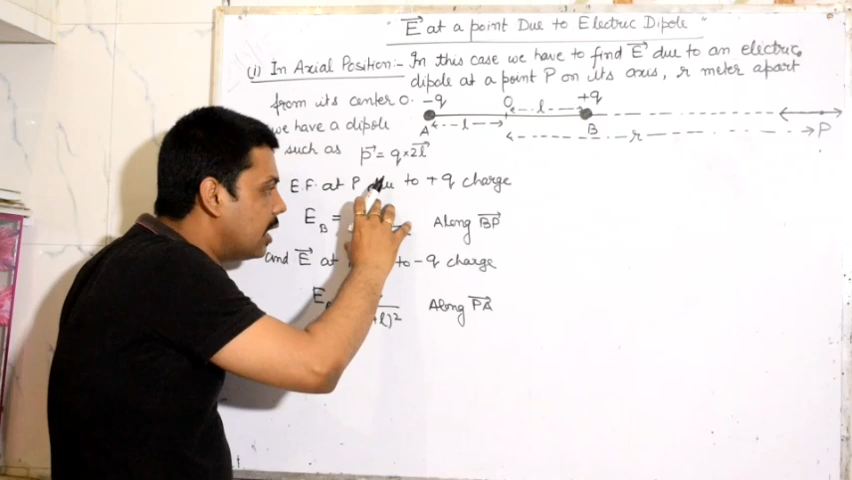 " E⃗ at a point Due to Electric Dipole "
(i) In Axial Position:- In this case we have to find E⃗ due to an electric
dipole at a point P on its axis, r meter apart
from its center O.
-q O +q
l
A l B P
r
we have a dipole
such as p⃗ = q×2l⃗
E.F. at P due to +q charge
E_B = Along BP⃗
and E⃗ at to -q charge
E Along PA⃗
l)²